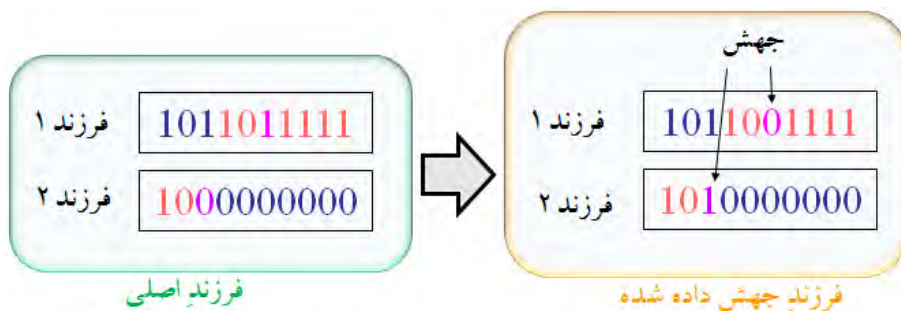 جهش
فرزند ۱ 1011011111
فرزند ۲ 1000000000
فرزندِ اصلی
فرزند ۱ 1011001111
فرزند ۲ 1010000000
فرزندِ جهش داده شده